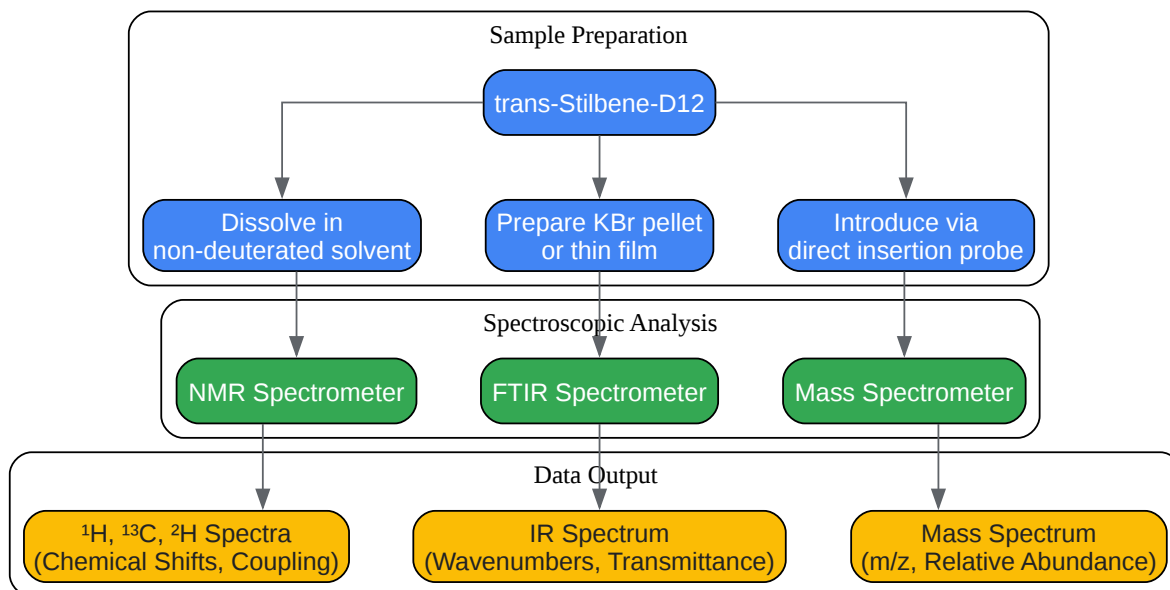 Sample Preparation
trans-Stilbene-D12
Dissolve in
non-deuterated solvent
Prepare KBr pellet
or thin film
Introduce via
direct insertion probe
Spectroscopic Analysis
NMR Spectrometer
FTIR Spectrometer
Mass Spectrometer
Data Output
¹H, ¹³C, ²H Spectra
(Chemical Shifts, Coupling)
IR Spectrum
(Wavenumbers, Transmittance)
Mass Spectrum
(m/z, Relative Abundance)